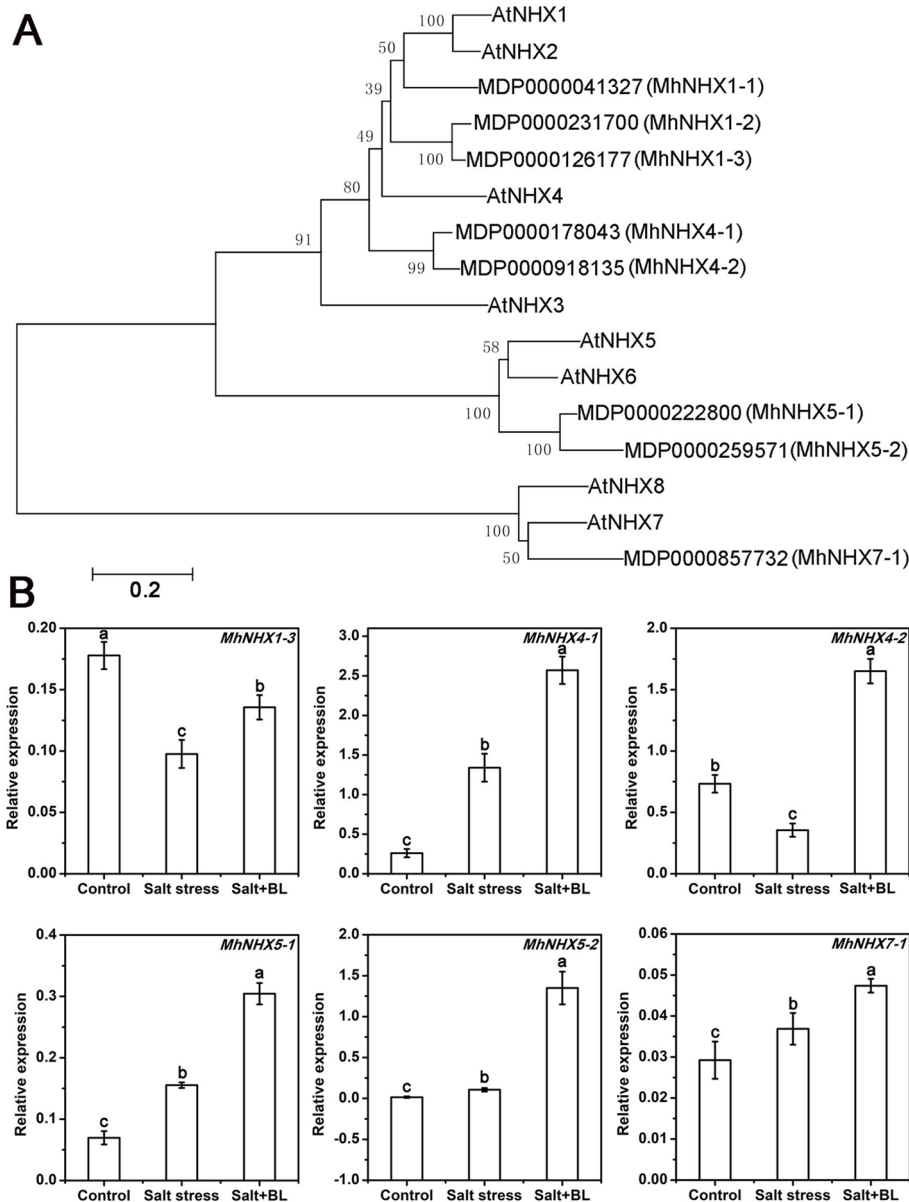 A
AtNHX1
100
50
AtNHX2
39
MDP0000041327 (MhNHX1-1)
49
MDP0000231700 (MhNHX1-2)
100
MDP0000126177 (MhNHX1-3)
80
AtNHX4
91
MDP0000178043 (MhNHX4-1)
99
MDP0000918135 (MhNHX4-2)
AtNHX3
58
AtNHX5
AtNHX6
100
MDP0000222800 (MhNHX5-1)
100
MDP0000259571 (MhNHX5-2)
AtNHX8
100
AtNHX7
50
MDP0000857732 (MhNHX7-1)
0.2
B
MhNHX1-3
Relative expression
0.20
0.15
0.10
0.05
0.00
a
c
b
Control Salt stress Salt+BL
MhNHX4-1
Relative expression
3.0
2.5
2.0
1.5
1.0
0.5
0.0
c
b
a
Control Salt stress Salt+BL
MhNHX4-2
Relative expression
2.0
1.5
1.0
0.5
0.0
b
c
a
Control Salt stress Salt+BL
MhNHX5-1
Relative expression
0.4
0.3
0.2
0.1
0.0
c
b
a
Control Salt stress Salt+BL
MhNHX5-2
Relative expression
2.0
1.5
1.0
0.5
0.0
-0.5
-1.0
c
b
a
Control Salt stress Salt+BL
MhNHX7-1
Relative expression
0.06
0.05
0.04
0.03
0.02
0.01
0.00
c
b
a
Control Salt stress Salt+BL